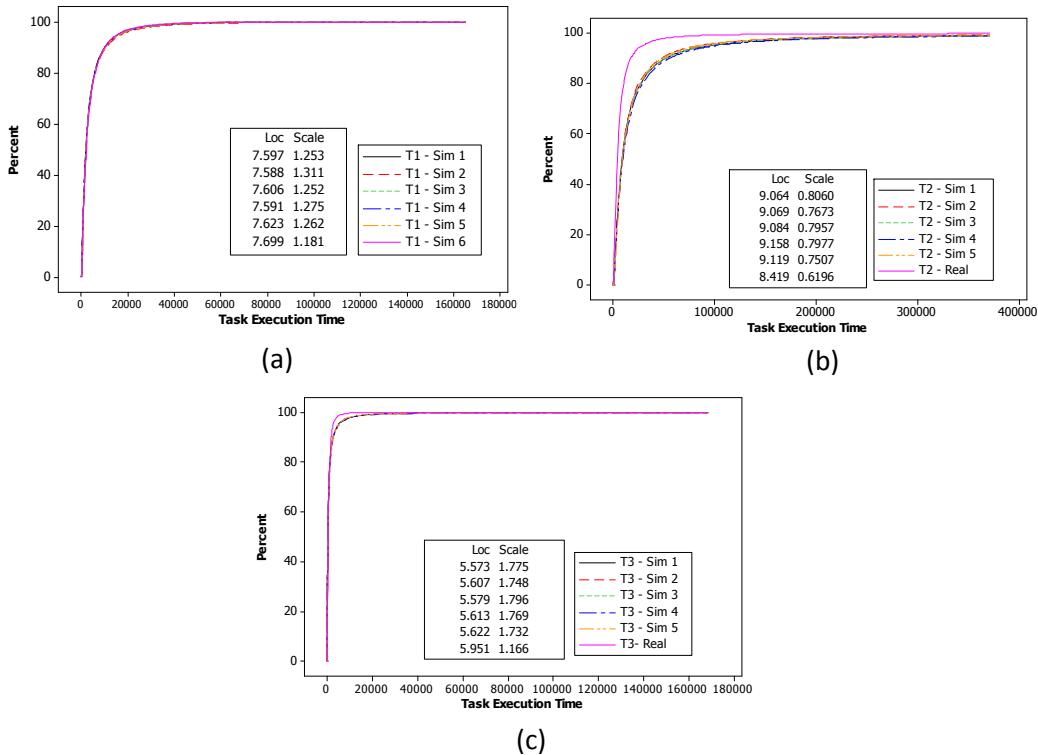 100
80
60
40
20
0
Percent
Loc Scale
7.597 1.253
7.588 1.311
7.606 1.252
7.591 1.275
7.623 1.262
7.699 1.181
T1 - Sim 1
T1 - Sim 2
T1 - Sim 3
T1 - Sim 4
T1 - Sim 5
T1 - Sim 6
0 20000 40000 60000 80000 100000 120000 140000 160000 180000
Task Execution Time
(a)
100
80
60
40
20
0
Percent
Loc Scale
9.064 0.8060
9.069 0.7673
9.084 0.7957
9.158 0.7977
9.119 0.7507
8.419 0.6196
T2 - Sim 1
T2 - Sim 2
T2 - Sim 3
T2 - Sim 4
T2 - Sim 5
T2 - Real
0 100000 200000 300000 400000
Task Execution Time
(b)
100
80
60
40
20
0
Percent
Loc Scale
5.573 1.775
5.607 1.748
5.579 1.796
5.613 1.769
5.622 1.732
5.951 1.166
T3 - Sim 1
T3 - Sim 2
T3 - Sim 3
T3 - Sim 4
T3 - Sim 5
T3- Real
0 20000 40000 60000 80000 100000 120000 140000 160000 180000
Task Execution Time
(c)